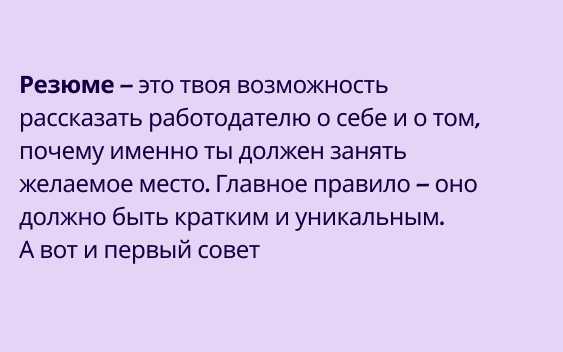 Резюме – это твоя возможность
рассказать работодателю о себе и о том,
почему именно ты должен занять
желаемое место. Главное правило – оно
должно быть кратким и уникальным.
А вот и первый совет